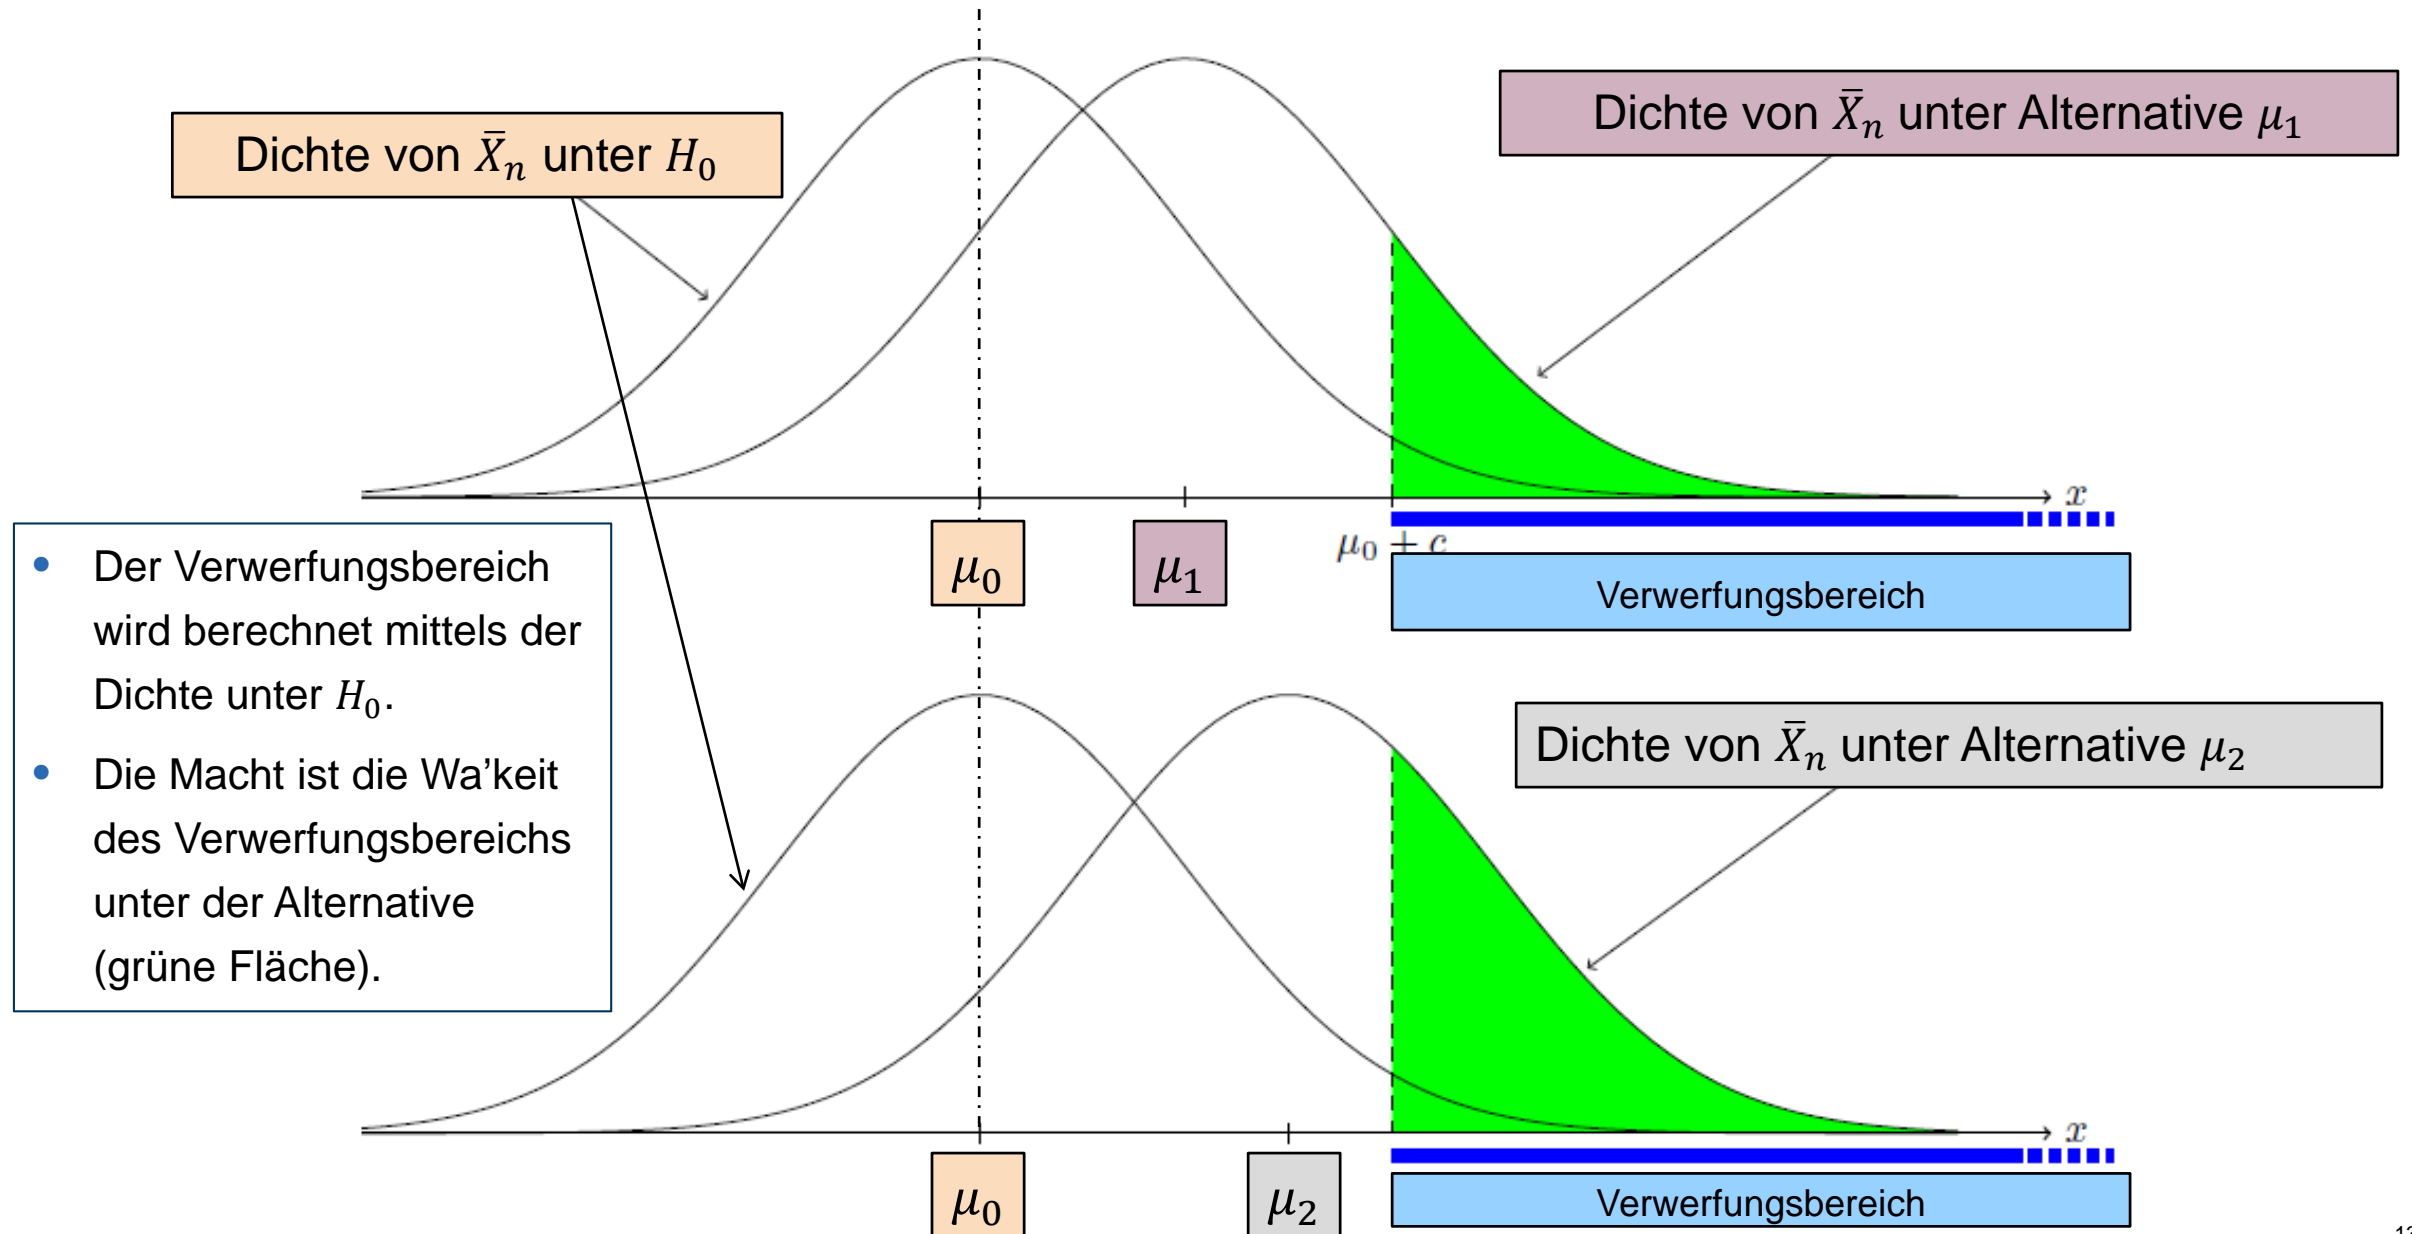 Dichte von X̄ₙ unter H₀
Dichte von X̄ₙ unter Alternative μ₁
x
μ₀
μ₁
μ₀ + c
Verwerfungsbereich
• Der Verwerfungsbereich
wird berechnet mittels der
Dichte unter H₀.
• Die Macht ist die Wa’keit
des Verwerfungsbereichs
unter der Alternative
(grüne Fläche).
Dichte von X̄ₙ unter Alternative μ₂
x
μ₀
μ₂
Verwerfungsbereich